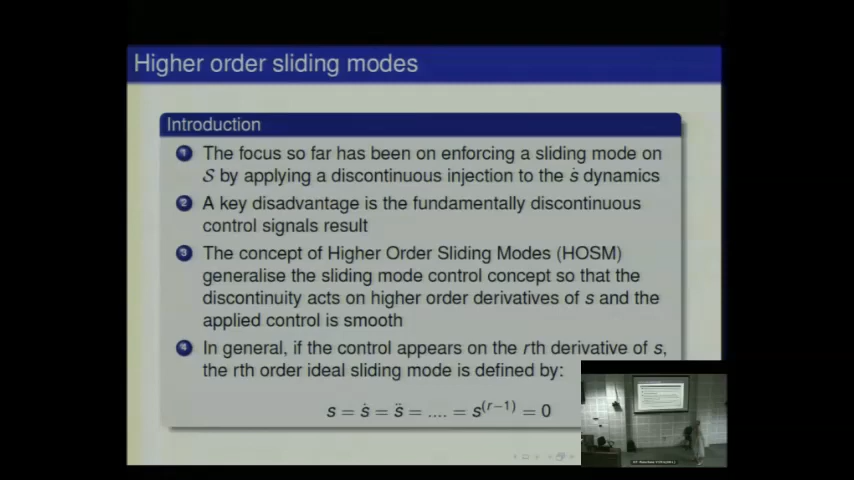 Higher order sliding modes
Introduction
1 The focus so far has been on enforcing a sliding mode on
S by applying a discontinuous injection to the ṡ dynamics
2 A key disadvantage is the fundamentally discontinuous
control signals result
3 The concept of Higher Order Sliding Modes (HOSM)
generalise the sliding mode control concept so that the
discontinuity acts on higher order derivatives of s and the
applied control is smooth
4 In general, if the control appears on the rth derivative of s,
the rth order ideal sliding mode is defined by:
s = ṡ = s̈ = .... = s^(r−1) = 0